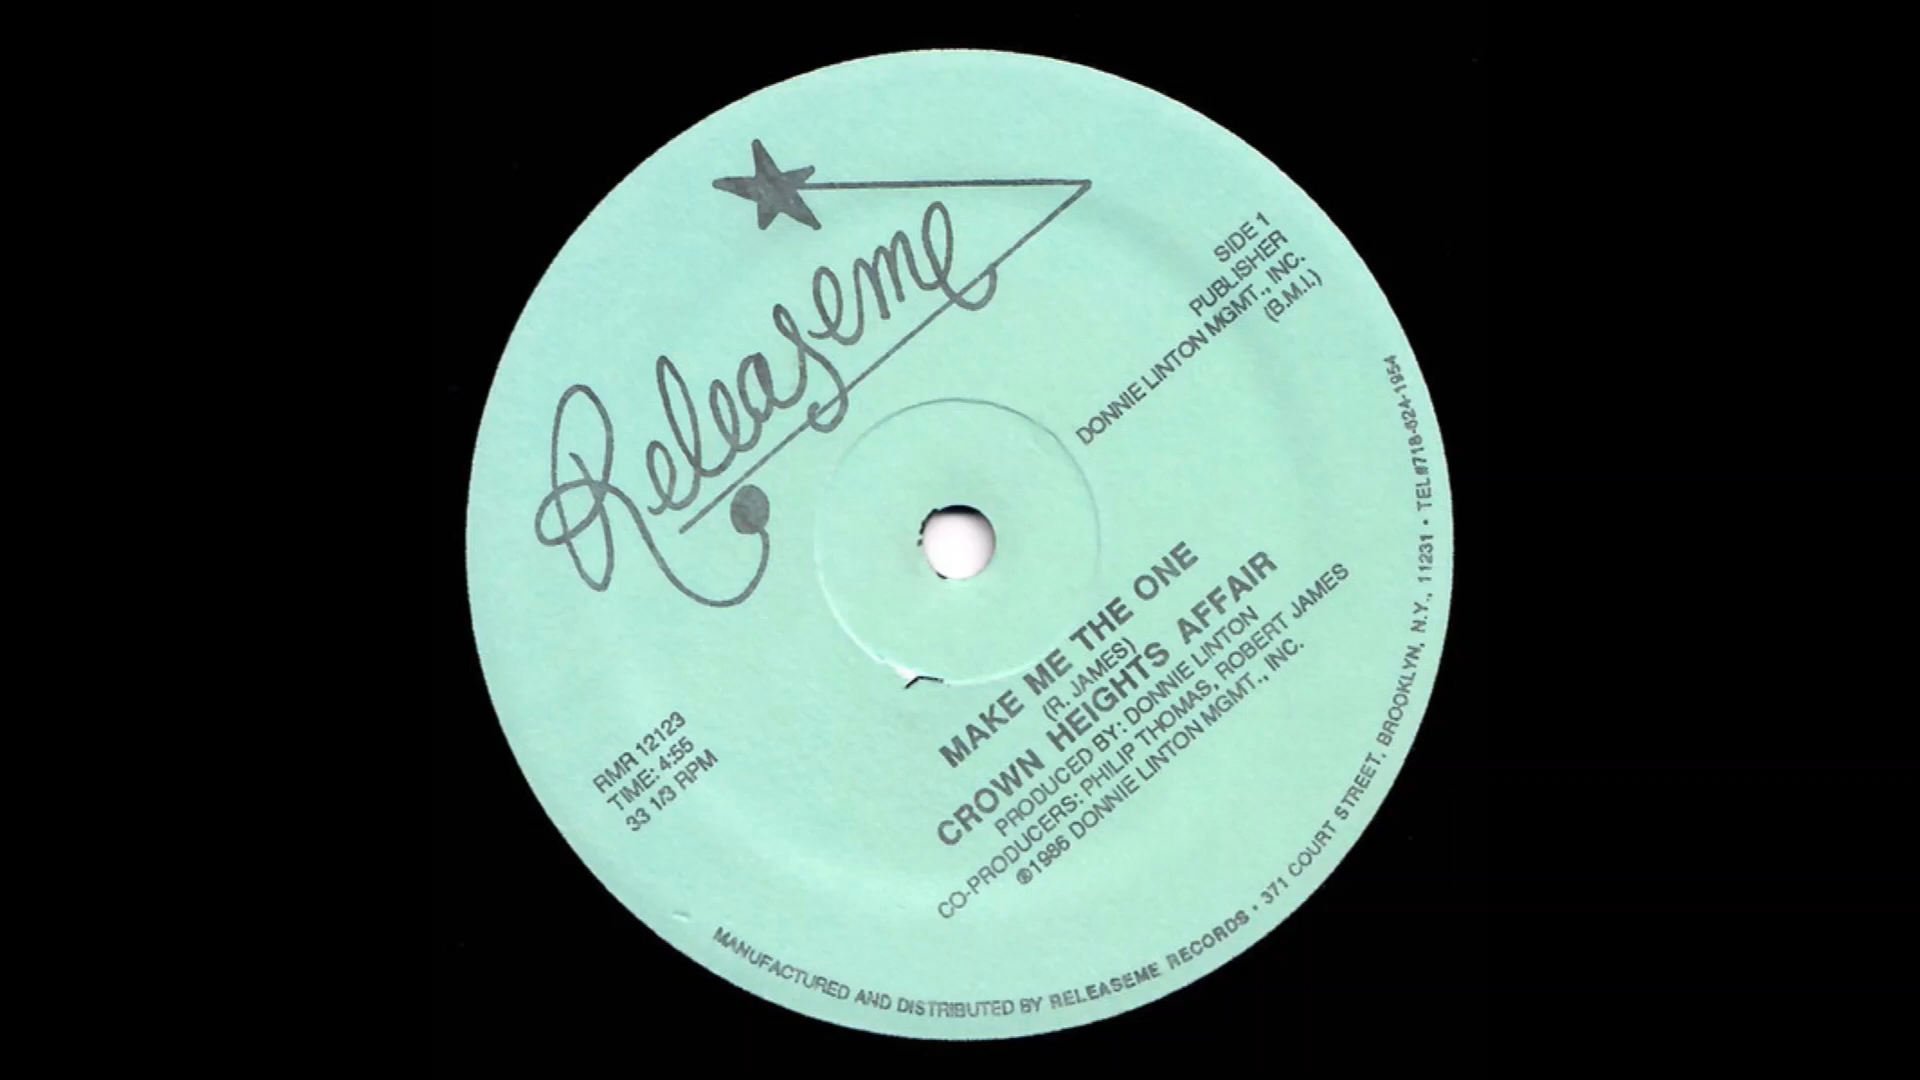 Releaseme
SIDE 1
PUBLISHER
DONNIE LINTON MGMT., INC.
(B.M.I.)
RMR 12123
TIME: 4:55
33 1/3 RPM
MAKE ME THE ONE
(R. JAMES)
CROWN HEIGHTS AFFAIR
PRODUCED BY: DONNIE LINTON
CO-PRODUCERS: PHILIP THOMAS, ROBERT JAMES
℗1986 DONNIE LINTON MGMT., INC.
MANUFACTURED AND DISTRIBUTED BY RELEASEME RECORDS • 371 COURT STREET, BROOKLYN, N.Y., 11231 • TEL#718-624-1954